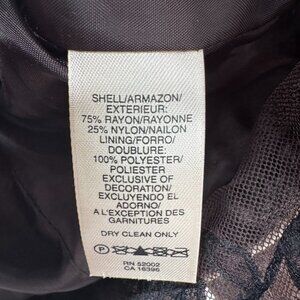 SHELL/ARMAZON/
EXTERIEUR:
75% RAYON/RAYONNE
25% NYLON/NAILON
LINING/FORRO/
DOUBLURE:
100% POLYESTER/
POLIESTER
EXCLUSIVE OF
DECORATION/
EXCLUYENDO EL
ADORNO/
A L'EXCEPTION DES
GARNITURES
DRY CLEAN ONLY
P
RN 52002
CA 16396